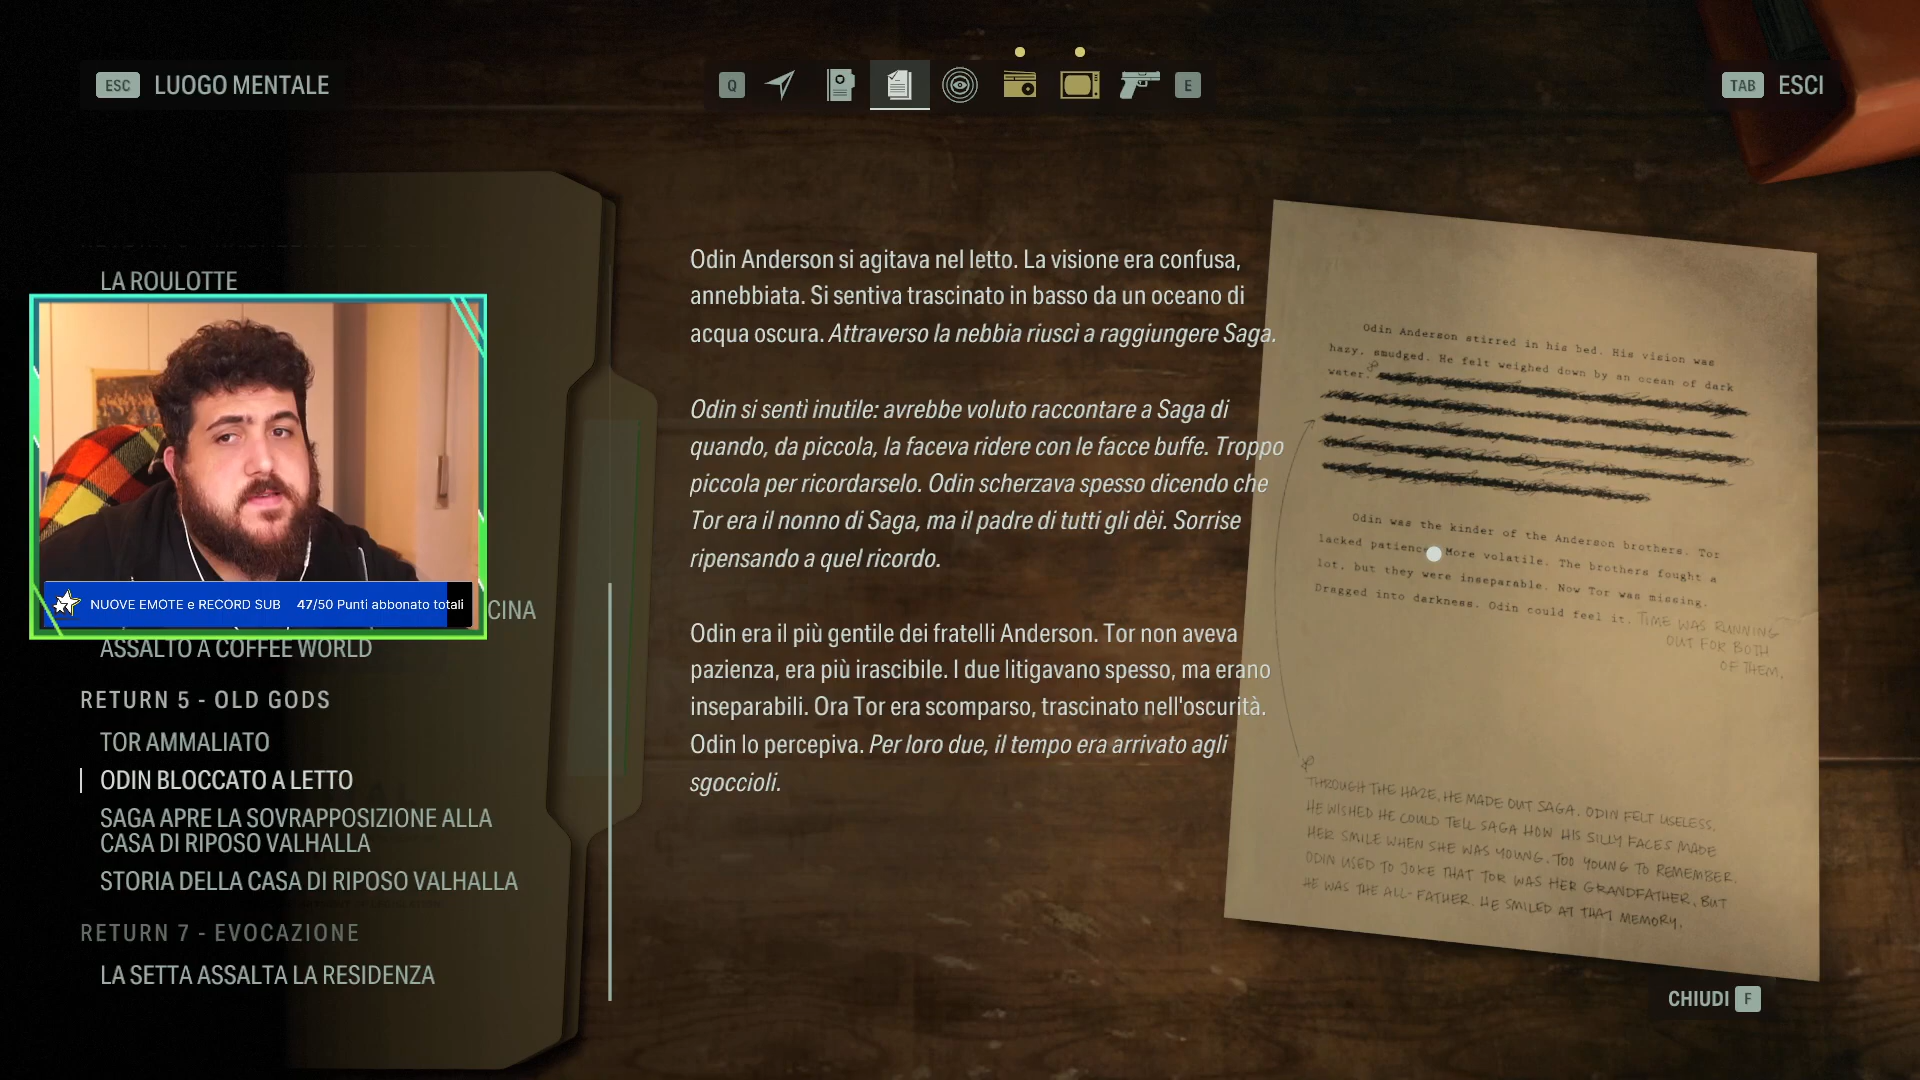 ESC LUOGO MENTALE
Q
E
TAB ESCI
LA ROULOTTE
NUOVE EMOTE e RECORD SUB 47/50 Punti abbonato totali
CINA
ASSALTO A COFFEE WORLD
RETURN 5 - OLD GODS
TOR AMMALIATO
ODIN BLOCCATO A LETTO
SAGA APRE LA SOVRAPPOSIZIONE ALLA
CASA DI RIPOSO VALHALLA
STORIA DELLA CASA DI RIPOSO VALHALLA
RETURN 7 - EVOCAZIONE
LA SETTA ASSALTA LA RESIDENZA
Odin Anderson si agitava nel letto. La visione era confusa,
annebbiata. Si sentiva trascinato in basso da un oceano di
acqua oscura. Attraverso la nebbia riuscì a raggiungere Saga.
Odin si sentì inutile: avrebbe voluto raccontare a Saga di
quando, da piccola, la faceva ridere con le facce buffe. Troppo
piccola per ricordarselo. Odin scherzava spesso dicendo che
Tor era il nonno di Saga, ma il padre di tutti gli dèi. Sorrise
ripensando a quel ricordo.
Odin era il più gentile dei fratelli Anderson. Tor non aveva
pazienza, era più irascibile. I due litigavano spesso, ma erano
inseparabili. Ora Tor era scomparso, trascinato nell'oscurità.
Odin lo percepiva. Per loro due, il tempo era arrivato agli
sgoccioli.
Odin Anderson stirred in his bed. His vision was
hazy, smudged. He felt weighed down by an ocean of dark
water.
Odin was the kinder of the Anderson brothers. Tor
lacked patience More volatile. The brothers fought a
lot, but they were inseparable. Now Tor was missing.
Dragged into darkness. Odin could feel it. TIME WAS RUNNING
OUT FOR BOTH
OF THEM.
THROUGH THE HAZE, HE MADE OUT SAGA. ODIN FELT USELESS.
HE WISHED HE COULD TELL SAGA HOW HIS SILLY FACES MADE
HER SMILE WHEN SHE WAS YOUNG. TOO YOUNG TO REMEMBER.
ODIN USED TO JOKE THAT TOR WAS HER GRANDFATHER, BUT
HE WAS THE ALL-FATHER. HE SMILED AT THAT MEMORY.
CHIUDI F